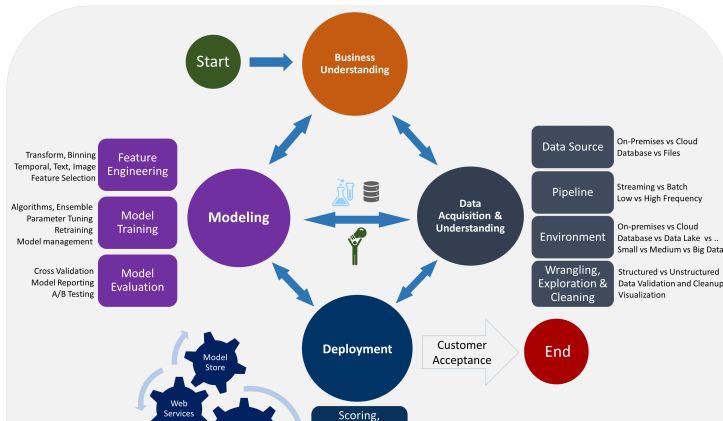 Start
Business
Understanding
Transform, Binning
Temporal, Text, Image
Feature Selection
Feature
Engineering
Algorithms, Ensemble
Parameter Tuning
Retraining
Model management
Model
Training
Cross Validation
Model Reporting
A/B Testing
Model
Evaluation
Modeling
Data
Acquisition &
Understanding
Data Source
On-Premises vs Cloud
Database vs Files
Pipeline
Streaming vs Batch
Low vs High Frequency
Environment
On-premises vs Cloud
Database vs Data Lake vs ..
Small vs Medium vs Big Data
Wrangling,
Exploration &
Cleaning
Structured vs Unstructured
Data Validation and Cleanup
Visualization
Deployment
Customer
Acceptance
End
Model
Store
Web
Services
Scoring,